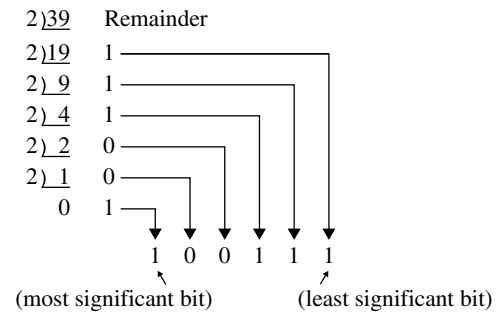 2)39 Remainder
2)19 1
2) 9 1
2) 4 1
2) 2 0
2) 1 0
0 1
1 0 0 1 1 1
(most significant bit) (least significant bit)